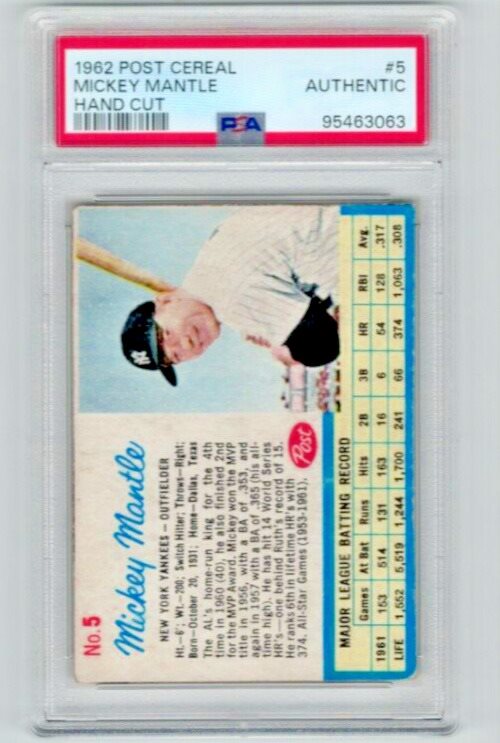 1962 POST CEREAL #5
MICKEY MANTLE AUTHENTIC
HAND CUT
PSA 95463063
NY
No.5
Mickey Mantle
NEW YORK YANKEES—OUTFIELDER
Ht.—6'; Wt.—200; Switch Hitter; Throws—Right;
Born—October 20, 1931; Home—Dallas, Texas
The AL's home-run king for the 4th
time in 1960 (40); he also finished 2nd
for the MVP Award. Mickey won the MVP
title in 1956, with a BA of .353, and
again in 1957 with a BA of .365 (his all-
time high). He has hit 14 World Series
HR's—one behind Ruth's record of 15.
He ranks 6th in lifetime HR's with
374. All-Star Games (1953-1961).
Post
MAJOR LEAGUE BATTING RECORD
Games At Bat Runs Hits 2B 3B HR RBI Avg.
1961 153 514 131 163 16 6 54 128 .317
LIFE 1,552 5,519 1,244 1,700 241 66 374 1,063 .308